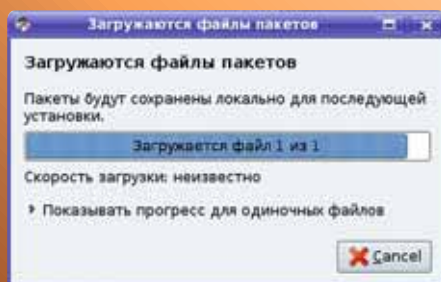 Загружаются файлы пакетов
Загружаются файлы пакетов
Пакеты будут сохранены локально для последующей
установки.
Загружается файл 1 из 1
Скорость загрузки: неизвестно
Показывать прогресс для одиночных файлов
Cancel